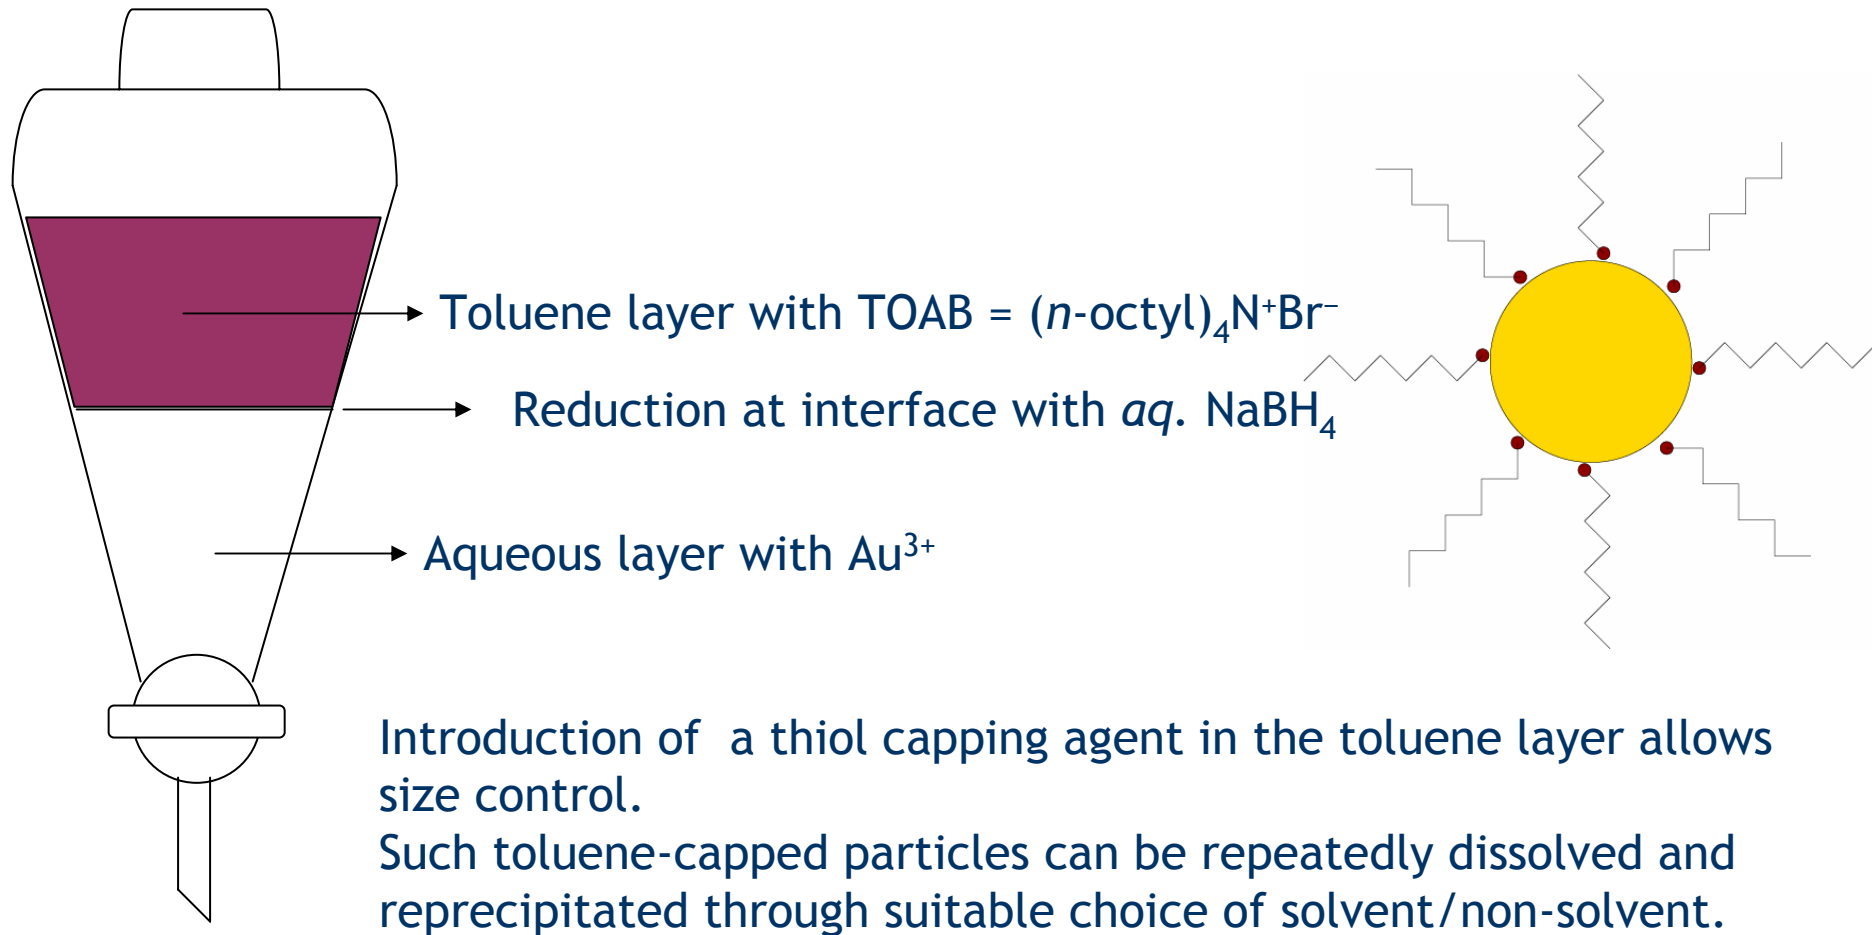 Toluene layer with TOAB = (n-octyl)₄N⁺Br⁻
Reduction at interface with aq. NaBH₄
Aqueous layer with Au³⁺
Introduction of  a thiol capping agent in the toluene layer allows
size control.
Such toluene-capped particles can be repeatedly dissolved and
reprecipitated through suitable choice of solvent/non-solvent.